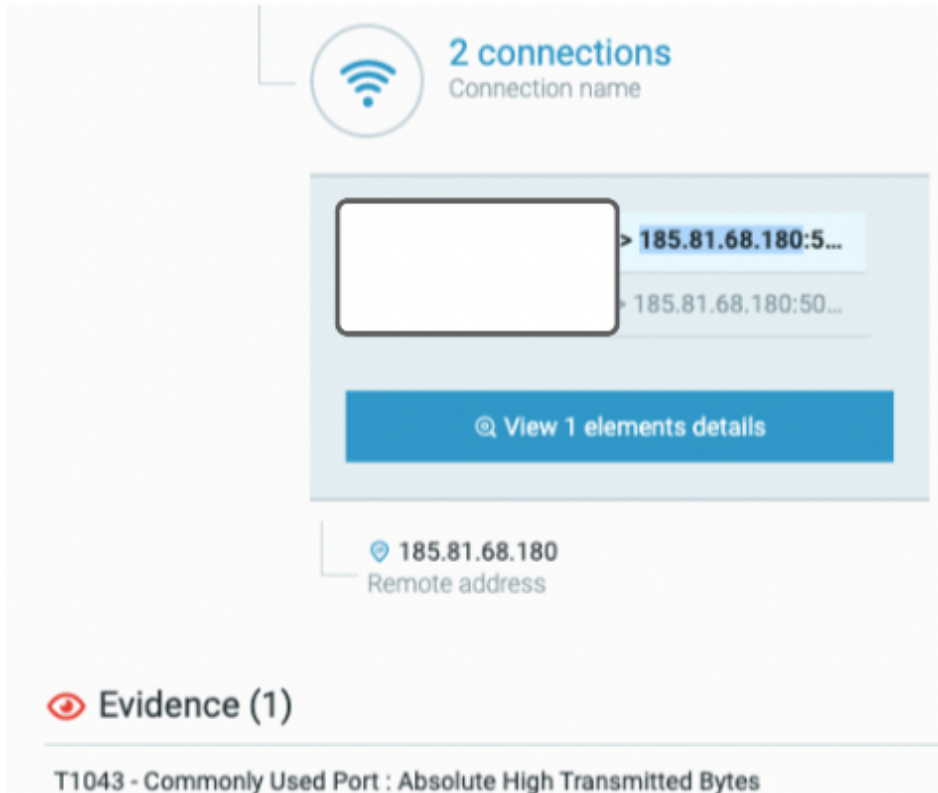 2 connections
Connection name
> 185.81.68.180:5...
> 185.81.68.180:50...
View 1 elements details
185.81.68.180
Remote address
Evidence (1)
T1043 - Commonly Used Port : Absolute High Transmitted Bytes